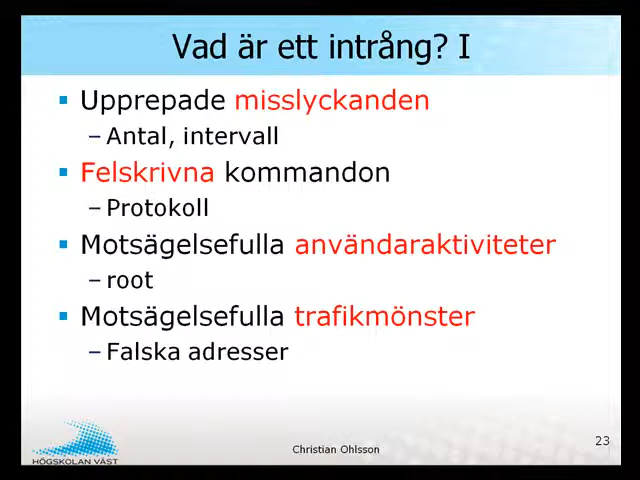 Vad är ett intrång? I
Upprepade misslyckanden
– Antal, intervall
Felskrivna kommandon
– Protokoll
Motsägelsefulla användaraktiviteter
– root
Motsägelsefulla trafikmönster
– Falska adresser
HÖGSKOLAN VÄST
Christian Ohlsson
23